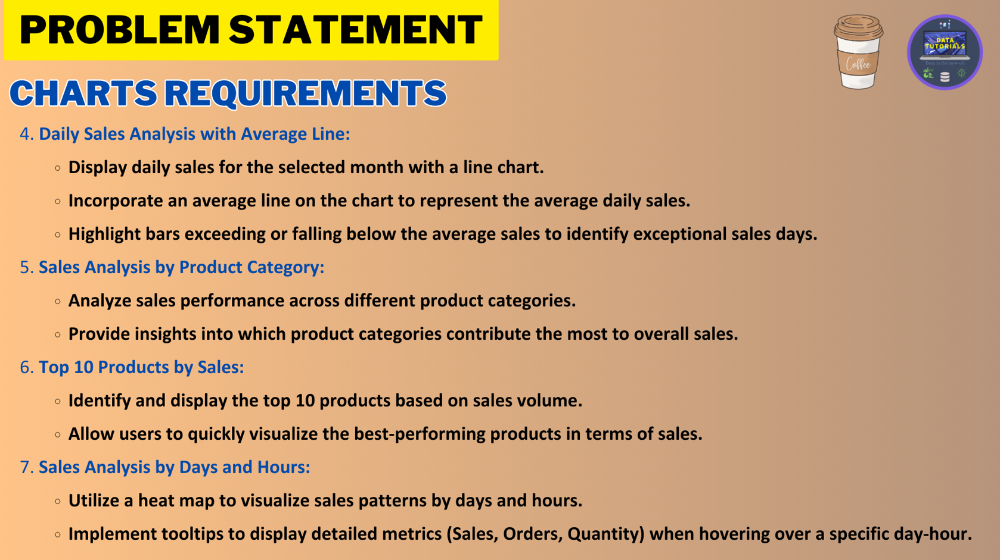 PROBLEM STATEMENT
Coffee
DATA
TUTORIALS
Data is the new oil
CHARTS REQUIREMENTS
4. Daily Sales Analysis with Average Line:
Display daily sales for the selected month with a line chart.
Incorporate an average line on the chart to represent the average daily sales.
Highlight bars exceeding or falling below the average sales to identify exceptional sales days.
5. Sales Analysis by Product Category:
Analyze sales performance across different product categories.
Provide insights into which product categories contribute the most to overall sales.
6. Top 10 Products by Sales:
Identify and display the top 10 products based on sales volume.
Allow users to quickly visualize the best-performing products in terms of sales.
7. Sales Analysis by Days and Hours:
Utilize a heat map to visualize sales patterns by days and hours.
Implement tooltips to display detailed metrics (Sales, Orders, Quantity) when hovering over a specific day-hour.